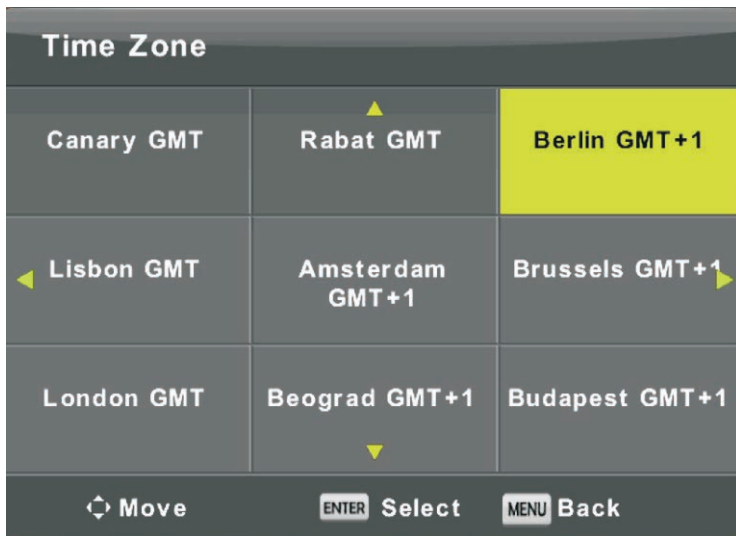 Time Zone
Canary GMT
Rabat GMT
Berlin GMT+1
Lisbon GMT
Amsterdam
GMT+1
Brussels GMT+1
London GMT
Beograd GMT+1
Budapest GMT+1
Move
ENTER Select
MENU Back